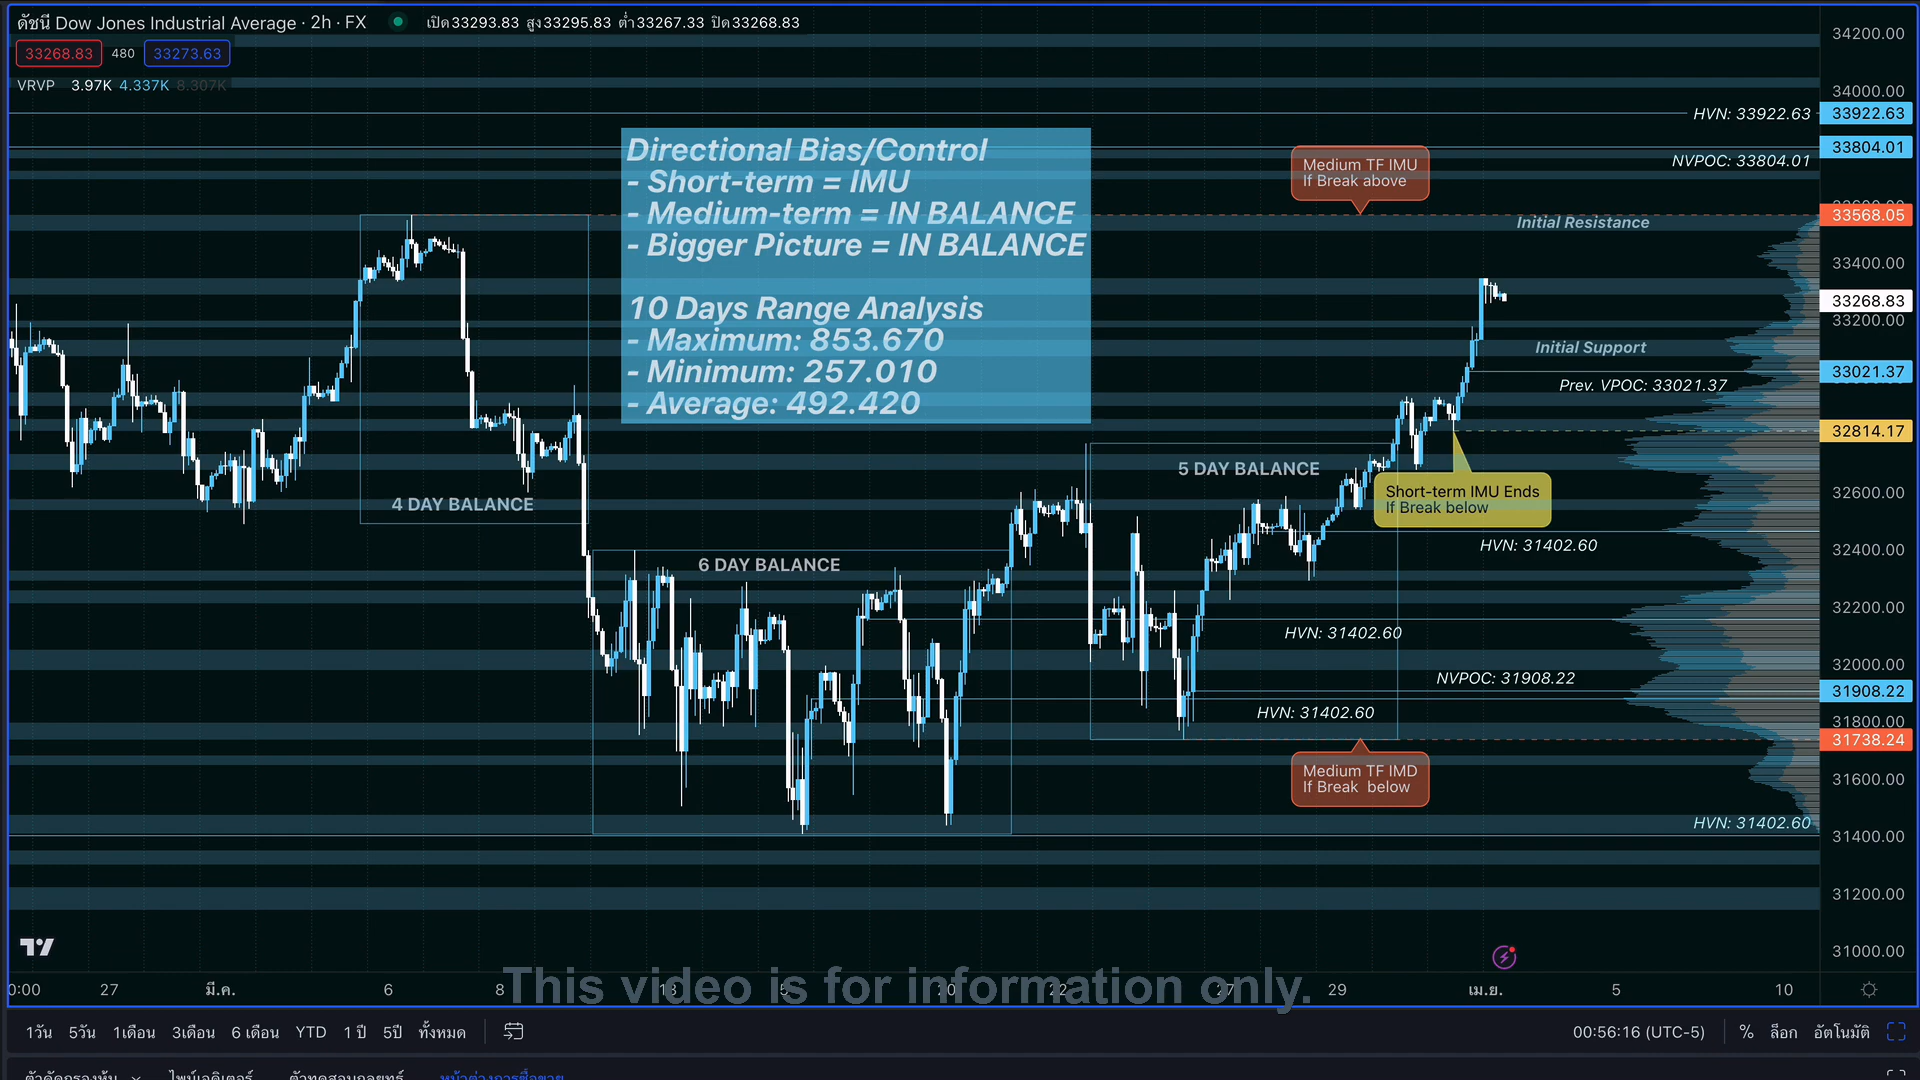 ดัชนี Dow Jones Industrial Average · 2h · FX
เปิด33293.83 สูง33295.83 ต่ำ33267.33 ปิด33268.83
33268.83 480 33273.63
VRVP 3.97K 4.337K 8.307K
Directional Bias/Control
- Short-term = IMU
- Medium-term = IN BALANCE
- Bigger Picture = IN BALANCE
10 Days Range Analysis
- Maximum: 853.670
- Minimum: 257.010
- Average: 492.420
4 DAY BALANCE
6 DAY BALANCE
5 DAY BALANCE
Medium TF IMU
If Break above
HVN: 33922.63
NVPOC: 33804.01
Initial Resistance
Initial Support
Prev. VPOC: 33021.37
Short-term IMU Ends
If Break below
HVN: 31402.60
HVN: 31402.60
NVPOC: 31908.22
HVN: 31402.60
Medium TF IMD
If Break below
HVN: 31402.60
34200.00
34000.00
33922.63
33804.01
33568.05
33400.00
33268.83
33200.00
33021.37
32814.17
32600.00
32400.00
32200.00
32000.00
31908.22
31800.00
31738.24
31600.00
31400.00
31200.00
31000.00
0:00 27 มี.ค. 6 8 13 20 29 เม.ย. 5 10
This video is for information only.
1วัน 5วัน 1เดือน 3เดือน 6 เดือน YTD 1 ปี 5ปี ทั้งหมด
00:56:16 (UTC-5) % ล็อก อัตโนมัติ